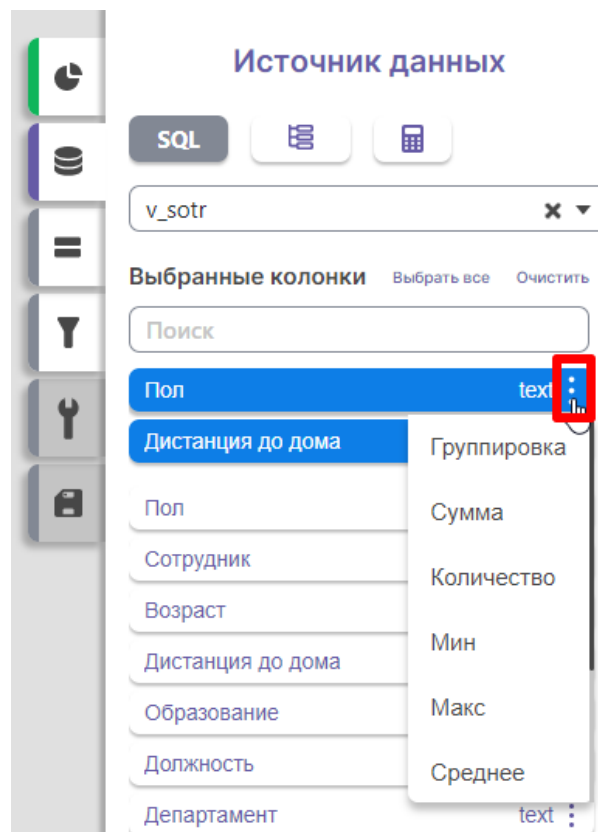 Источник данных
SQL
v_sotr
Выбранные колонки Выбрать все Очистить
Поиск
Пол text
Дистанция до дома
Группировка
Сумма
Количество
Мин
Макс
Среднее
Пол
Сотрудник
Возраст
Дистанция до дома
Образование
Должность
Департамент text